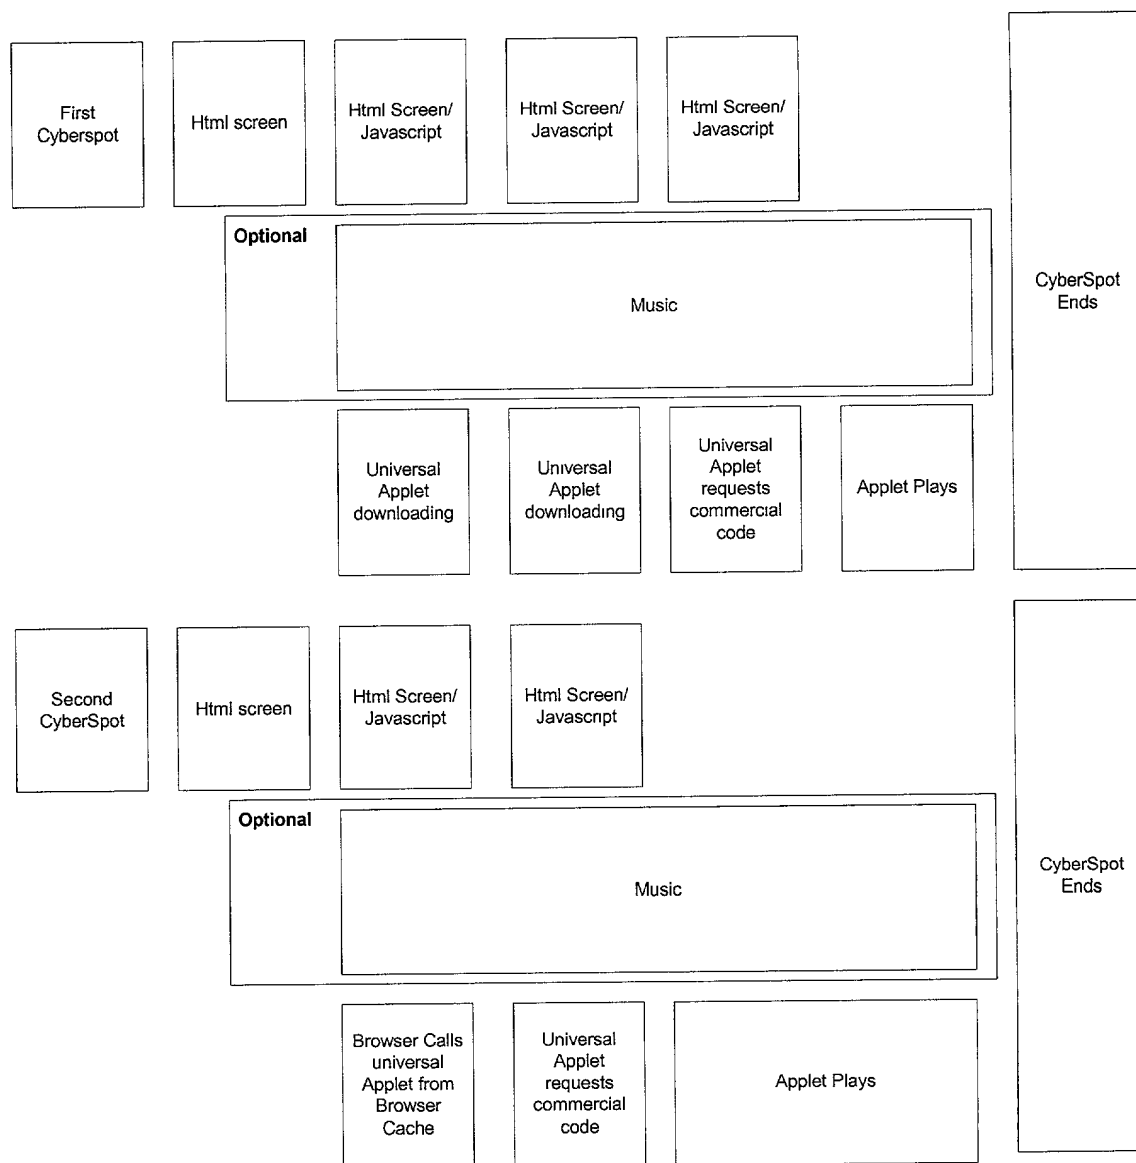 First
Cyberspot
Html screen
Html Screen/
Javascript
Html Screen/
Javascript
Html Screen/
Javascript
Optional
Music
CyberSpot
Ends
Universal
Applet
downloading
Universal
Applet
downloading
Universal
Applet
requests
commercial
code
Applet Plays
Second
CyberSpot
Html screen
Html Screen/
Javascript
Html Screen/
Javascript
Optional
Music
CyberSpot
Ends
Browser Calls
universal
Applet from
Browser
Cache
Universal
Applet
requests
commercial
code
Applet Plays